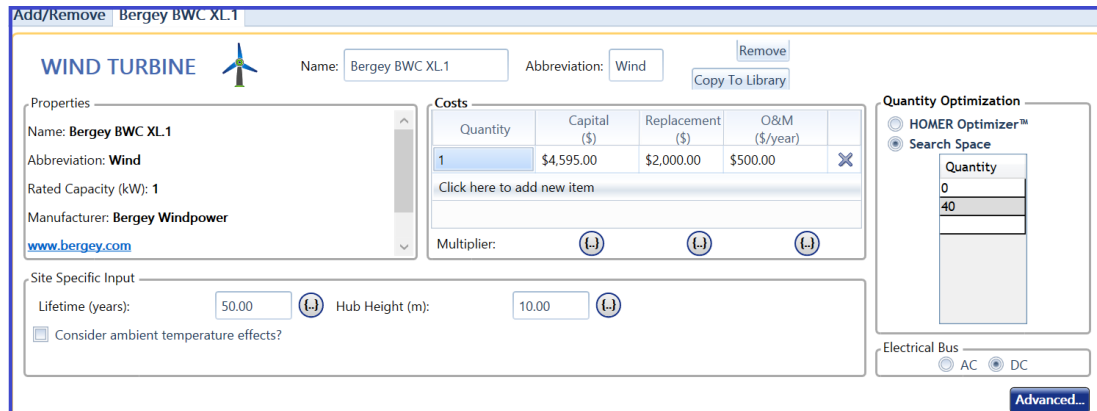 Add/Remove Bergey BWC XL.1
WIND TURBINE
Name: Bergey BWC XL.1
Abbreviation: Wind
Remove
Copy To Library
Properties
Name: Bergey BWC XL.1
Abbreviation: Wind
Rated Capacity (kW): 1
Manufacturer: Bergey Windpower
www.bergey.com
Costs
Quantity Capital ($) Replacement ($) O&M ($/year)
1 $4,595.00 $2,000.00 $500.00
Click here to add new item
Multiplier: {..} {..} {..}
Quantity Optimization
HOMER Optimizer™
Search Space
Quantity
0
40
Site Specific Input
Lifetime (years): 50.00 {..} Hub Height (m): 10.00 {..}
Consider ambient temperature effects?
Electrical Bus
AC DC
Advanced...